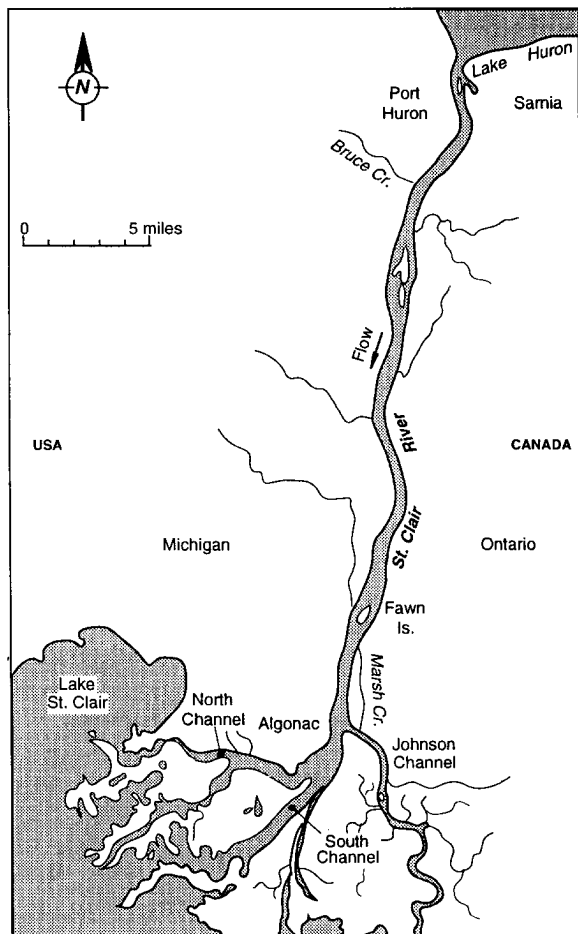 N
Lake Huron
Port
Huron
Sarnia
Bruce Cr.
0 5 miles
Flow
River
USA
CANADA
St. Clair
Michigan
Ontario
Fawn
Is.
Marsh Cr.
Lake
St. Clair
North
Channel
Algonac
Johnson
Channel
South
Channel